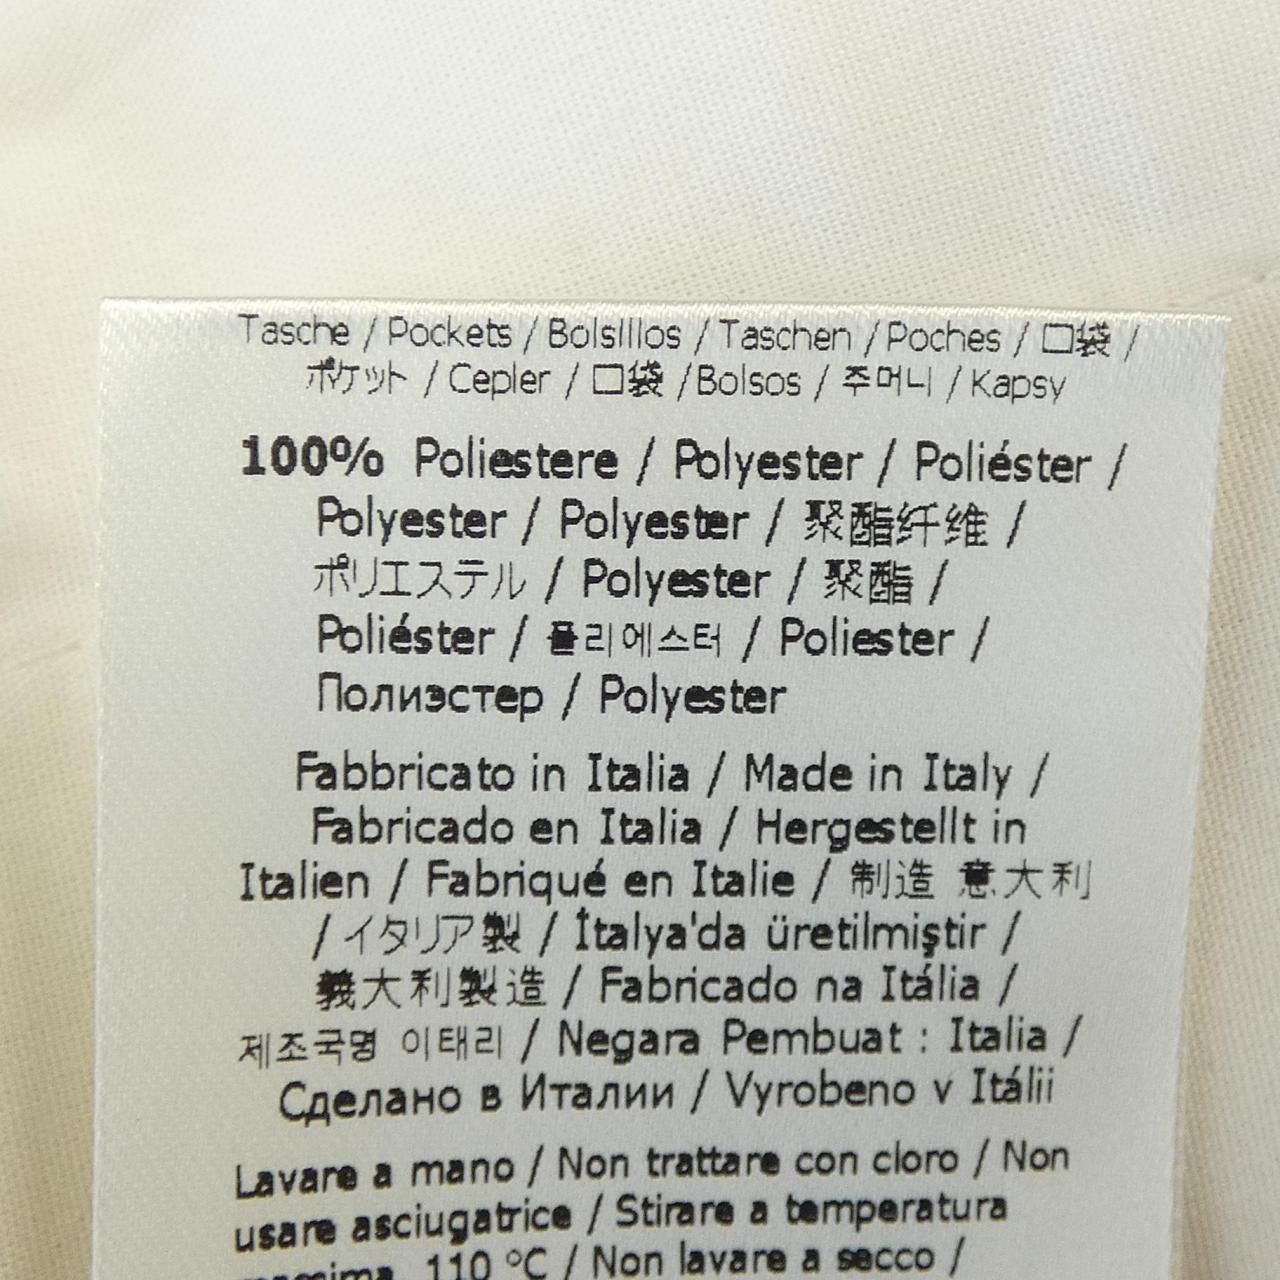 Tasche / Pockets / Bolsillos / Taschen / Poches / 口袋 /
ポケット / Cepler / 口袋 / Bolsos / 주머니 / Kapsy
100% Poliestere / Polyester / Poliéster /
Polyester / Polyester / 聚酯纤维 /
ポリエステル / Polyester / 聚酯 /
Poliéster / 폴리에스터 / Poliester /
Полиэстер / Polyester
Fabbricato in Italia / Made in Italy /
Fabricado en Italia / Hergestellt in
Italien / Fabriqué en Italie / 制造 意大利
/ イタリア製 / İtalya'da üretilmiştir /
義大利製造 / Fabricado na Itália /
제조국명 이태리 / Negara Pembuat : Italia /
Сделано в Италии / Vyrobeno v Itálii
Lavare a mano / Non trattare con cloro / Non
usare asciugatrice / Stirare a temperatura
massima 110 °C / Non lavare a secco /